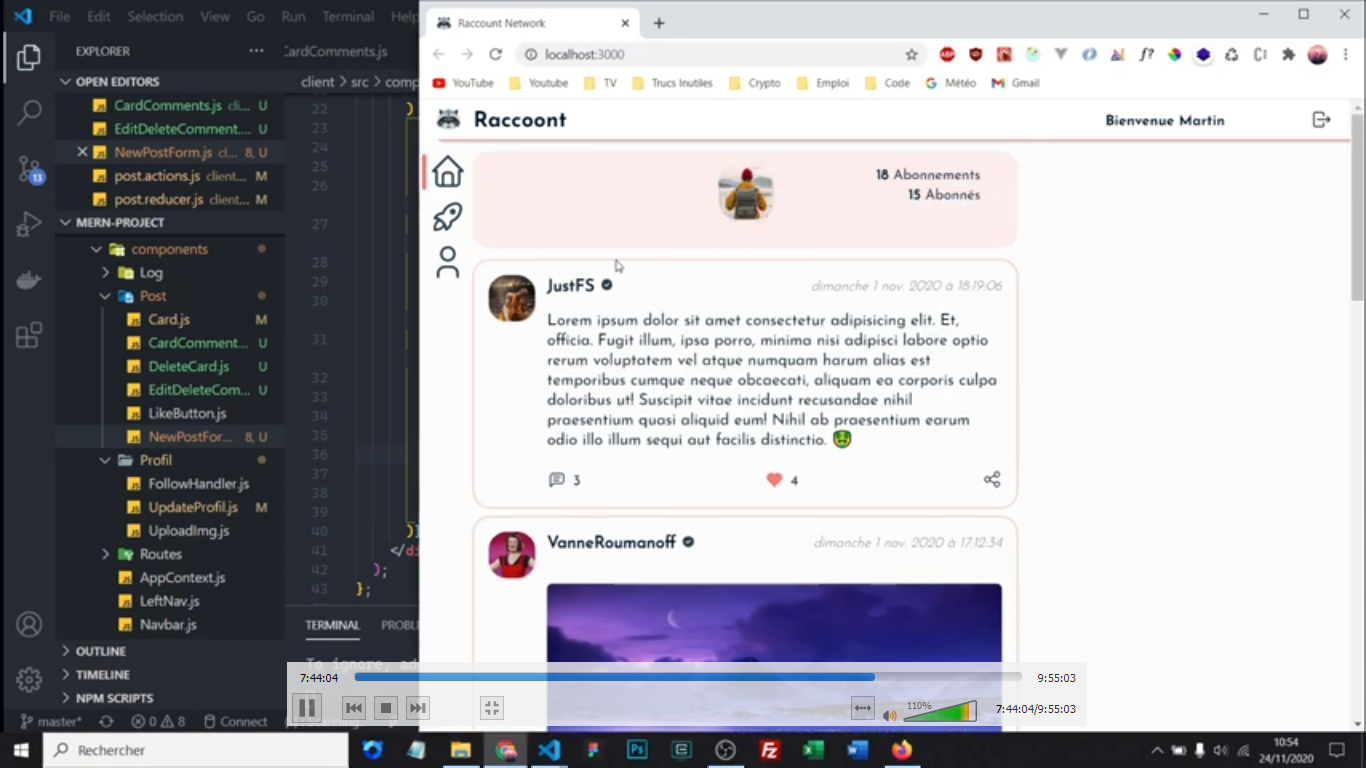 File Edit Selection View Go Run Terminal Help
Raccount Network
EXPLORER
CardComments.js
localhost:3000
OPEN EDITORS
client > src > comp
YouTube Youtube TV Trucs Inutiles Crypto Emploi Code Météo Gmail
CardComments.js cli... U
EditDeleteComment.... U
NewPostForm.js cl... 8, U
post.actions.js client... M
post.reducer.js client... M
MERN-PROJECT
components
Log
Post
Card.js M
CardComment... U
DeleteCard.js U
EditDeleteCom... U
LikeButton.js
NewPostFor... 8, U
Profil
FollowHandler.js
UpdateProfil.js M
UploadImg.js
Routes
AppContext.js
LeftNav.js
Navbar.js
OUTLINE
TIMELINE
NPM SCRIPTS
13
22 )
23
24
25
26
27
28
29
30
31
32
33
34
35
36
37
38
39
40 )}
41 </di
42 );
43 };
TERMINAL PROBL
To ignore, ad
master* 0 8 Connect
Raccoont
Bienvenue Martin
18 Abonnements
15 Abonnés
JustFS
dimanche 1 nov. 2020 à 18:19:06
Lorem ipsum dolor sit amet consectetur adipisicing elit. Et,
officia. Fugit illum, ipsa porro, minima nisi adipisci labore optio
rerum voluptatem vel atque numquam harum alias est
temporibus cumque neque obcaecati, aliquam ea corporis culpa
doloribus ut! Suscipit vitae incidunt recusandae nihil
praesentium quasi aliquid eum! Nihil ab praesentium earum
odio illo illum sequi aut facilis distinctio.
3
4
VanneRoumanoff
dimanche 1 nov. 2020 à 17:12:34
7:44:04
9:55:03
110%
7:44:04/9:55:03
Rechercher
10:54
24/11/2020